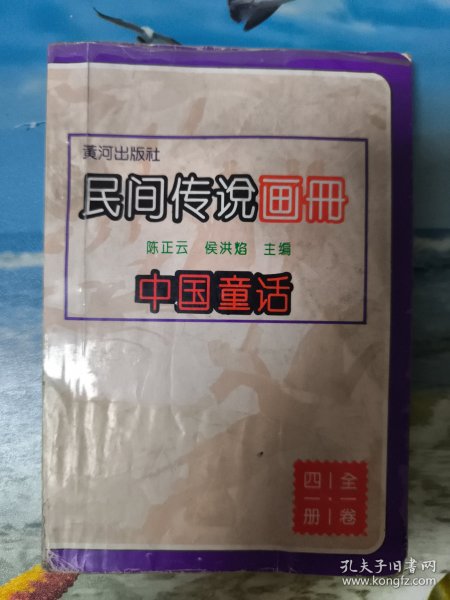 黄河出版社
民间传说画册
陈正云 侯洪焰 主编
中国童话
全一卷
四一册
孔夫子旧书网
www.kongfz.com